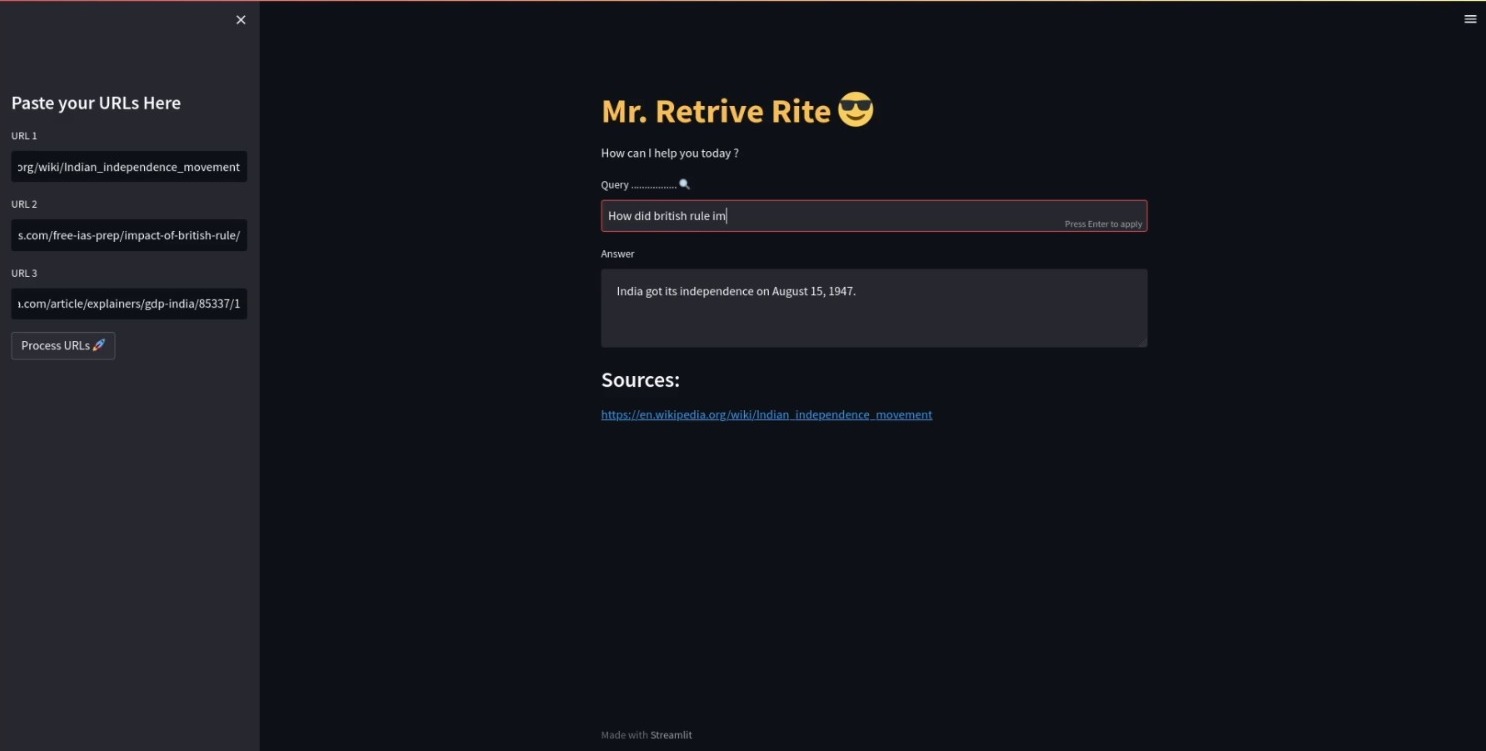 Paste your URLs Here
URL 1
org/wiki/Indian_independence_movement
URL 2
s.com/free-ias-prep/impact-of-british-rule/
URL 3
.com/article/explainers/gdp-india/85337/1
Process URLs 🚀
Mr. Retrive Rite 😎
How can I help you today ?
Query ................. 🔍
How did british rule im
Press Enter to apply
Answer
India got its independence on August 15, 1947.
Sources:
https://en.wikipedia.org/wiki/Indian_independence_movement
Made with Streamlit